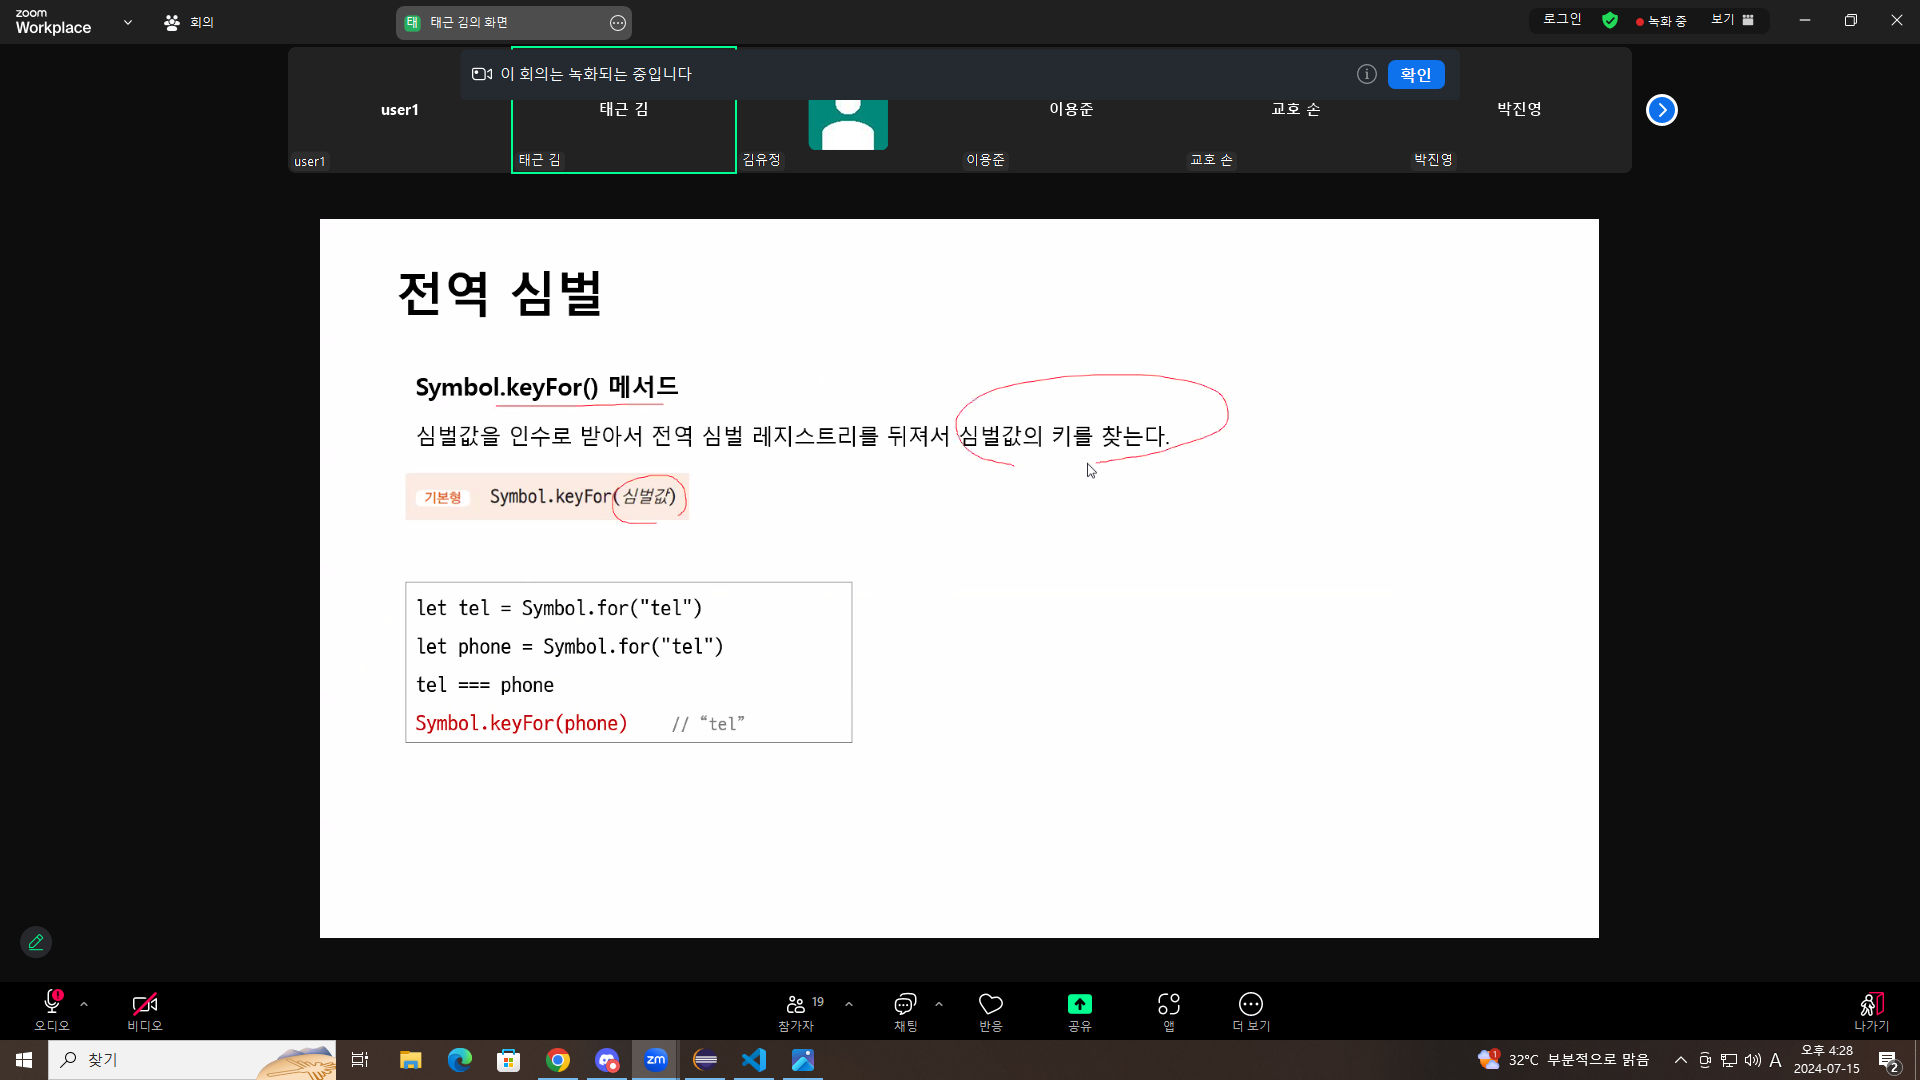 zoom
Workplace
회의
태 태근 김의 화면
로그인
녹화 중
보기
이 회의는 녹화되는 중입니다
확인
user1
태근 김
이용준
교호 손
박진영
user1
태근 김
김유정
이용준
교호 손
박진영
전역 심벌
Symbol.keyFor() 메서드
심벌값을 인수로 받아서 전역 심벌 레지스트리를 뒤져서 심벌값의 키를 찾는다.
기본형 Symbol.keyFor(심벌값)
let tel = Symbol.for("tel")
let phone = Symbol.for("tel")
tel === phone
Symbol.keyFor(phone) // “tel”
오디오
비디오
19
참가자
채팅
반응
공유
앱
더 보기
나가기
찾기
zm
1
32°C 부분적으로 맑음
A
오후 4:28
2024-07-15
2